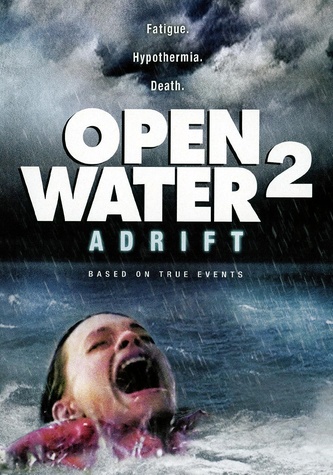 Fatigue.
Hypothermia.
Death.
OPEN
WATER 2
ADRIFT
BASED ON TRUE EVENTS